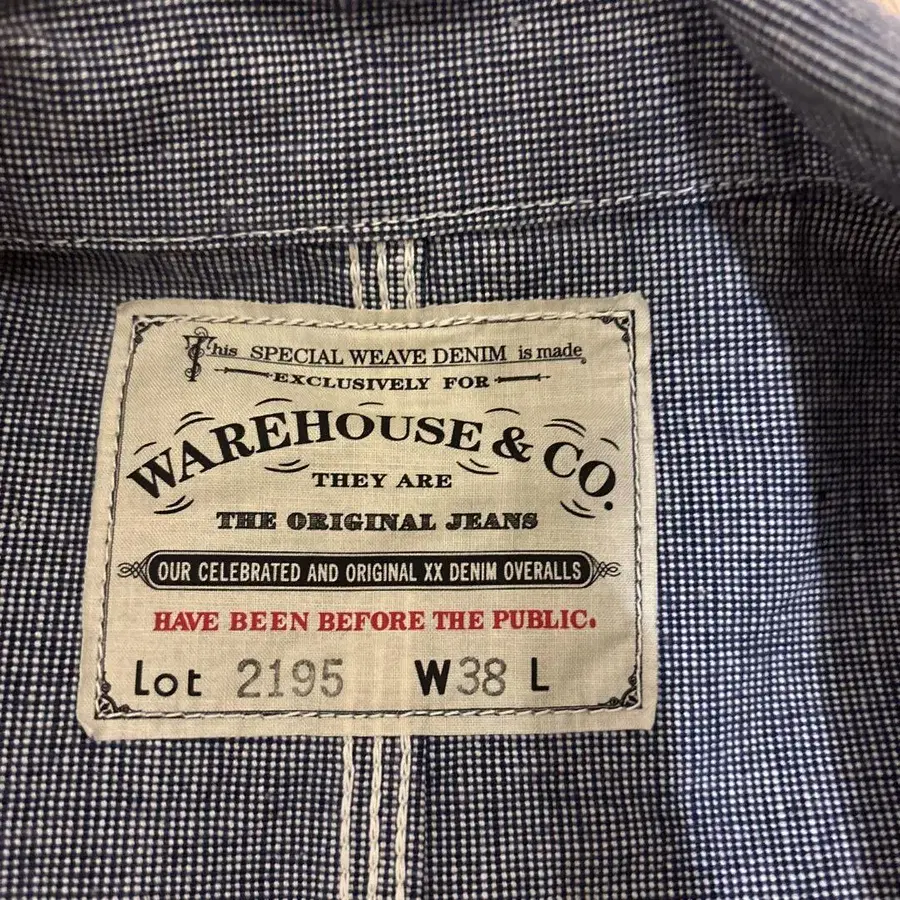 This SPECIAL WEAVE DENIM is made
EXCLUSIVELY FOR
WAREHOUSE & CO.
THEY ARE
THE ORIGINAL JEANS
OUR CELEBRATED AND ORIGINAL XX DENIM OVERALLS
HAVE BEEN BEFORE THE PUBLIC.
Lot 2195 W38 L